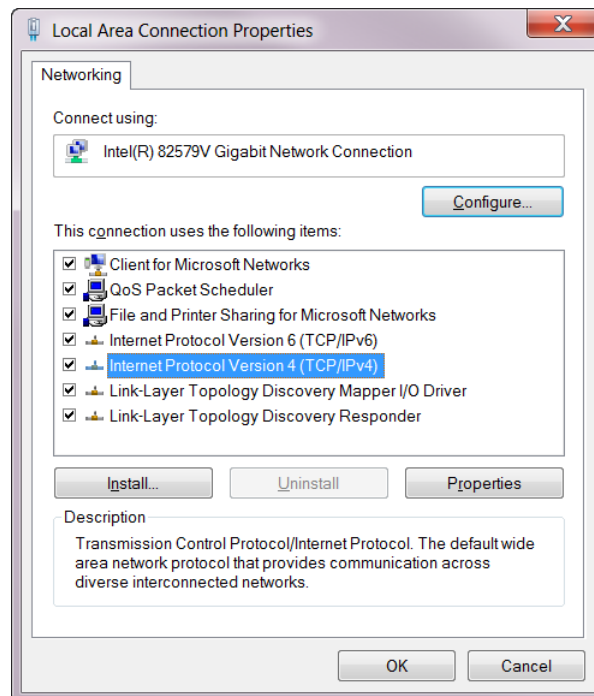 Local Area Connection Properties
Networking
Connect using:
Intel(R) 82579V Gigabit Network Connection
Configure...
This connection uses the following items:
Client for Microsoft Networks
QoS Packet Scheduler
File and Printer Sharing for Microsoft Networks
Internet Protocol Version 6 (TCP/IPv6)
Internet Protocol Version 4 (TCP/IPv4)
Link-Layer Topology Discovery Mapper I/O Driver
Link-Layer Topology Discovery Responder
Install... Uninstall Properties
Description
Transmission Control Protocol/Internet Protocol. The default wide
area network protocol that provides communication across
diverse interconnected networks.
OK Cancel